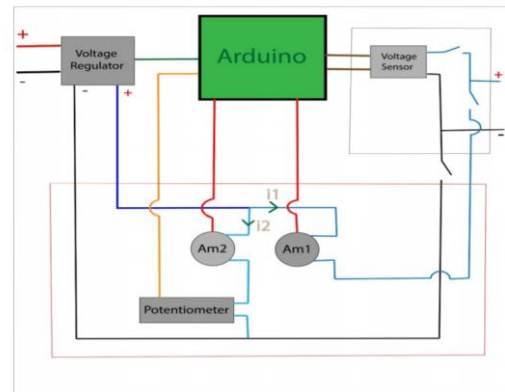 +
-
Voltage
Regulator
-
+
Arduino
Voltage
Sensor
+
-
i1
i2
Am2
Am1
Potentiometer